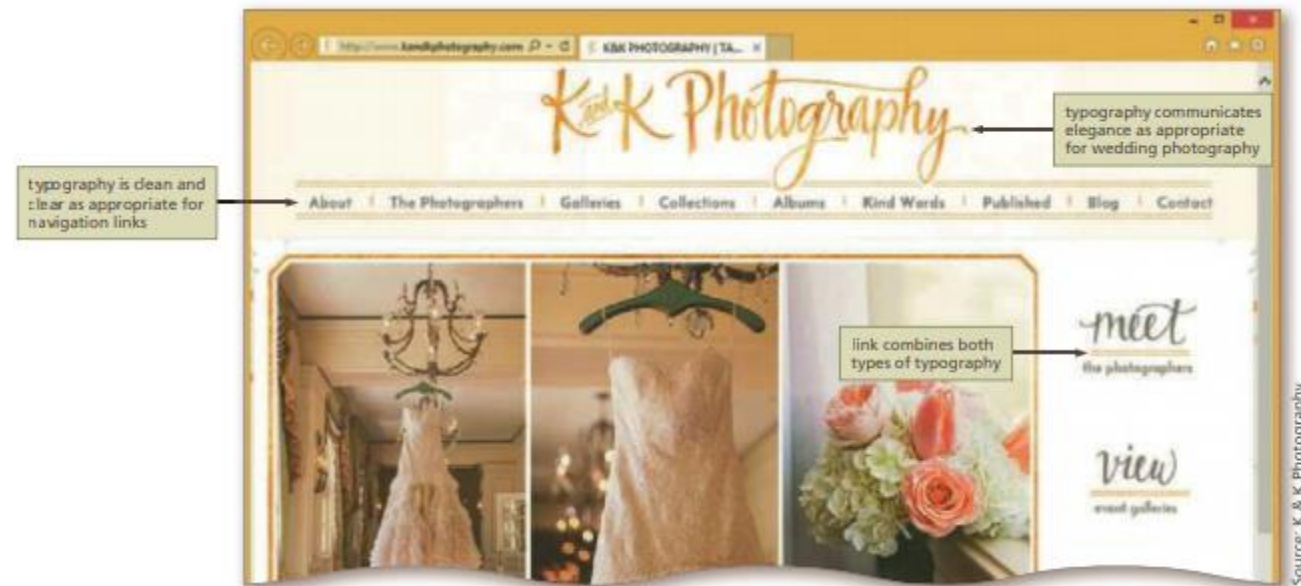 http://www.kandkphotography.com
K&K PHOTOGRAPHY | TA...
K and K Photography
typography communicates
elegance as appropriate
for wedding photography
typography is clean and
clear as appropriate for
navigation links
About The Photographers Galleries Collections Albums Kind Words Published Blog Contact
link combines both
types of typography
meet
the photographers
view
event galleries
Source: K & K Photography